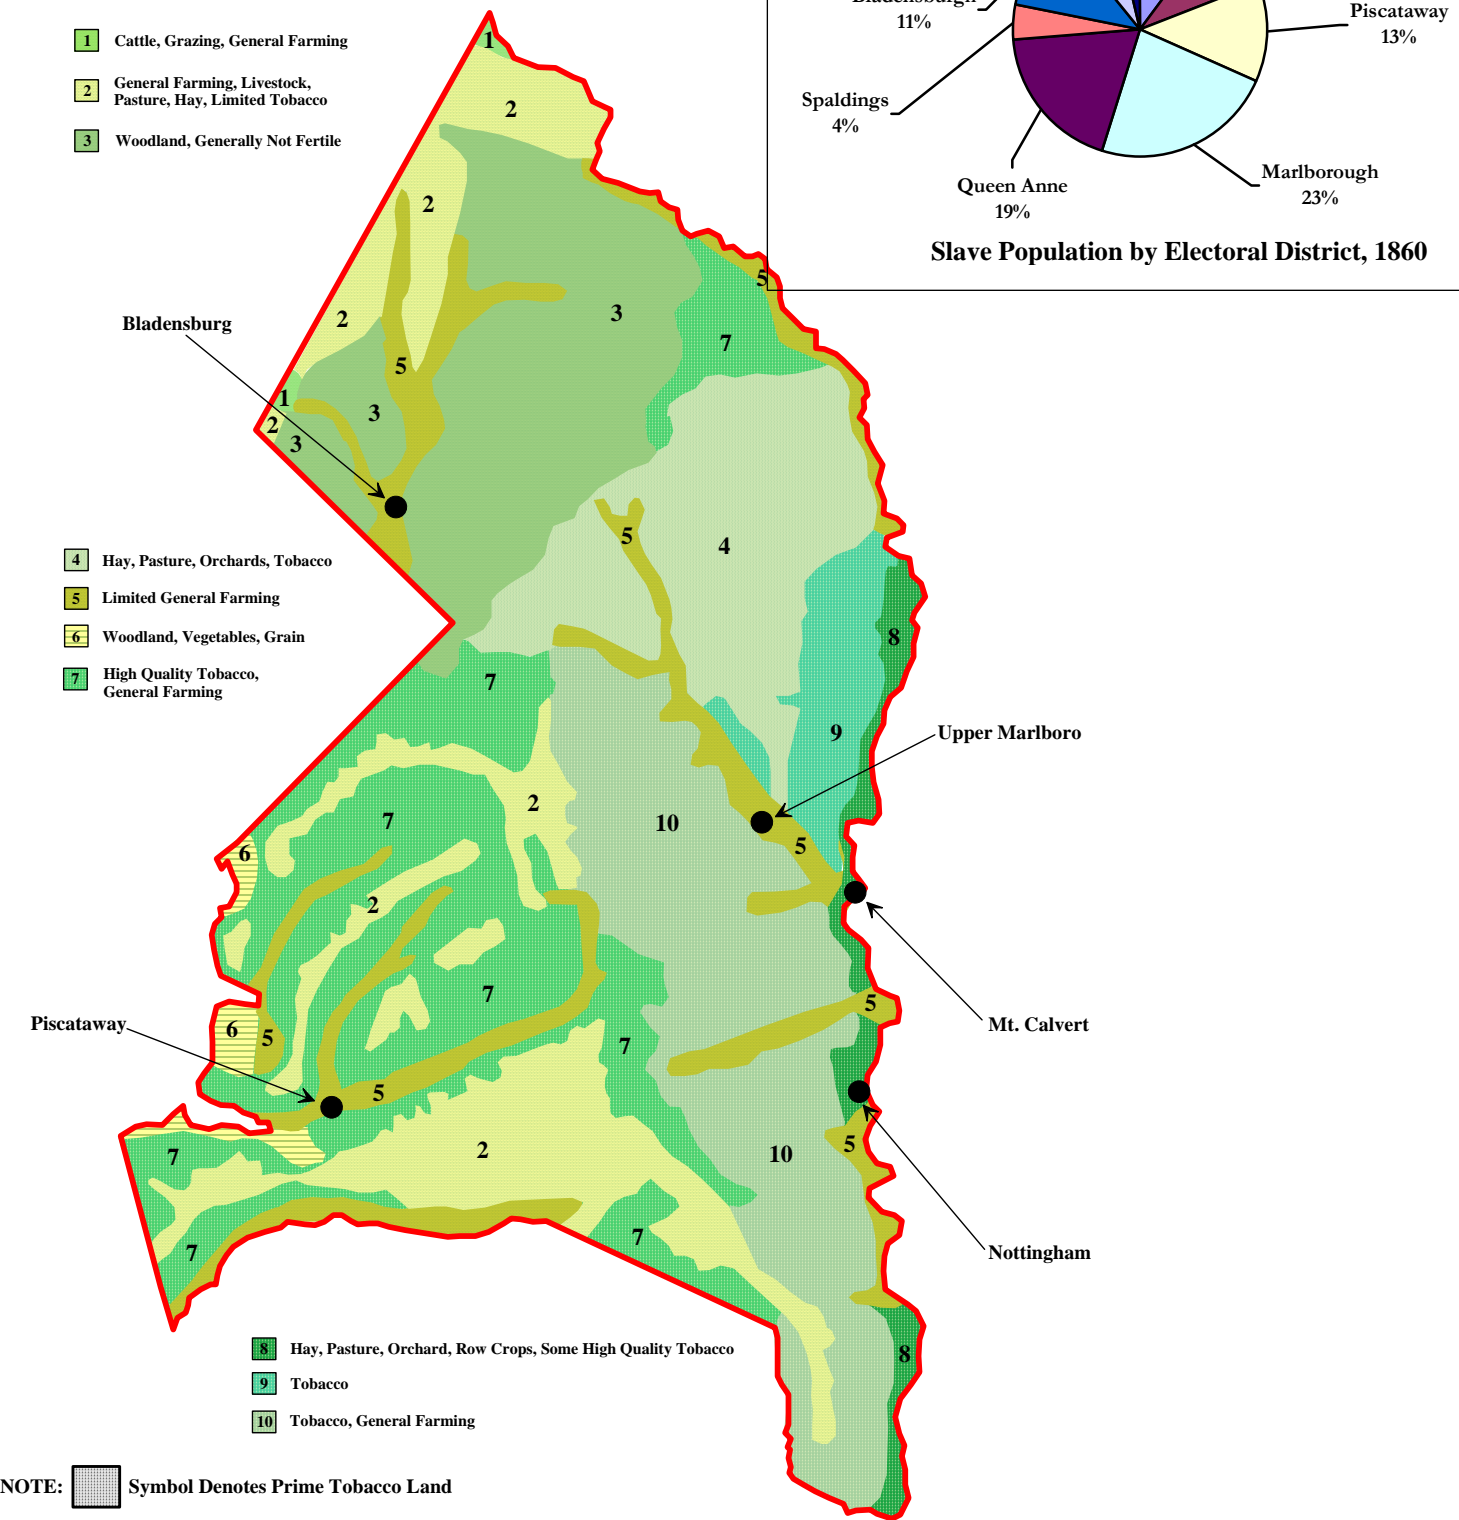 1 Cattle, Grazing, General Farming
2 General Farming, Livestock,
Pasture, Hay, Limited Tobacco
3 Woodland, Generally Not Fertile
11%
Piscataway
13%
Spaldings
4%
Queen Anne
19%
Marlborough
23%
Slave Population by Electoral District, 1860
1
2
2
5
3
2
7
Bladensburg
5
1
3
2
3
5
4
4 Hay, Pasture, Orchards, Tobacco
5 Limited General Farming
6 Woodland, Vegetables, Grain
7 High Quality Tobacco,
General Farming
8
7
9
Upper Marlboro
2
7
10
5
6
2
7
5
Mt. Calvert
Piscataway
6
5
7
5
5
2
10
7
7
7
Nottingham
8
8 Hay, Pasture, Orchard, Row Crops, Some High Quality Tobacco
9 Tobacco
10 Tobacco, General Farming
NOTE: Symbol Denotes Prime Tobacco Land